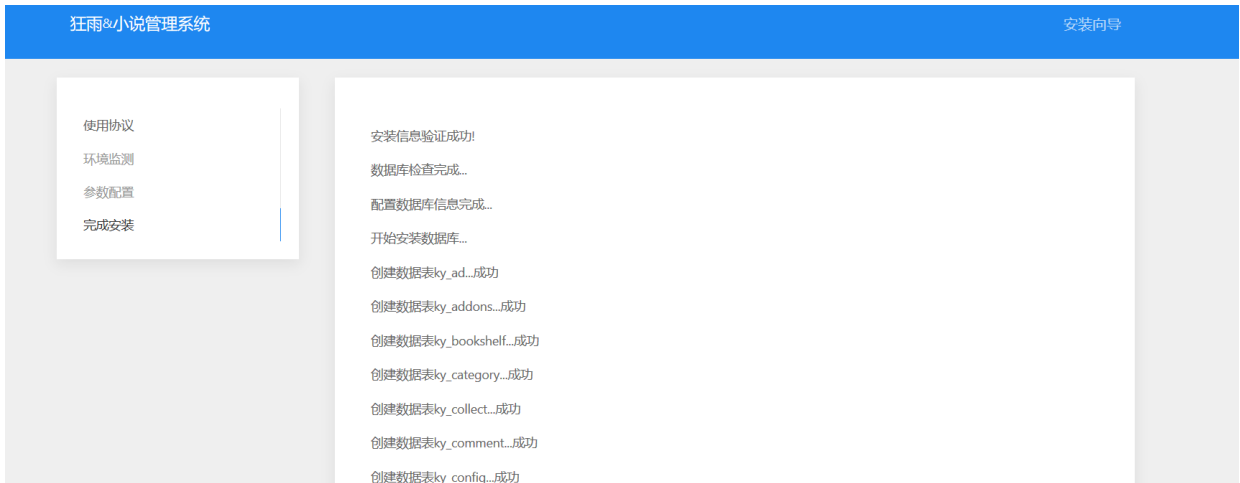 狂雨&小说管理系统
安装向导
使用协议
环境监测
参数配置
完成安装
安装信息验证成功!
数据库检查完成...
配置数据库信息完成...
开始安装数据库...
创建数据表ky_ad...成功
创建数据表ky_addons...成功
创建数据表ky_bookshelf...成功
创建数据表ky_category...成功
创建数据表ky_collect...成功
创建数据表ky_comment...成功
创建数据表ky_config...成功